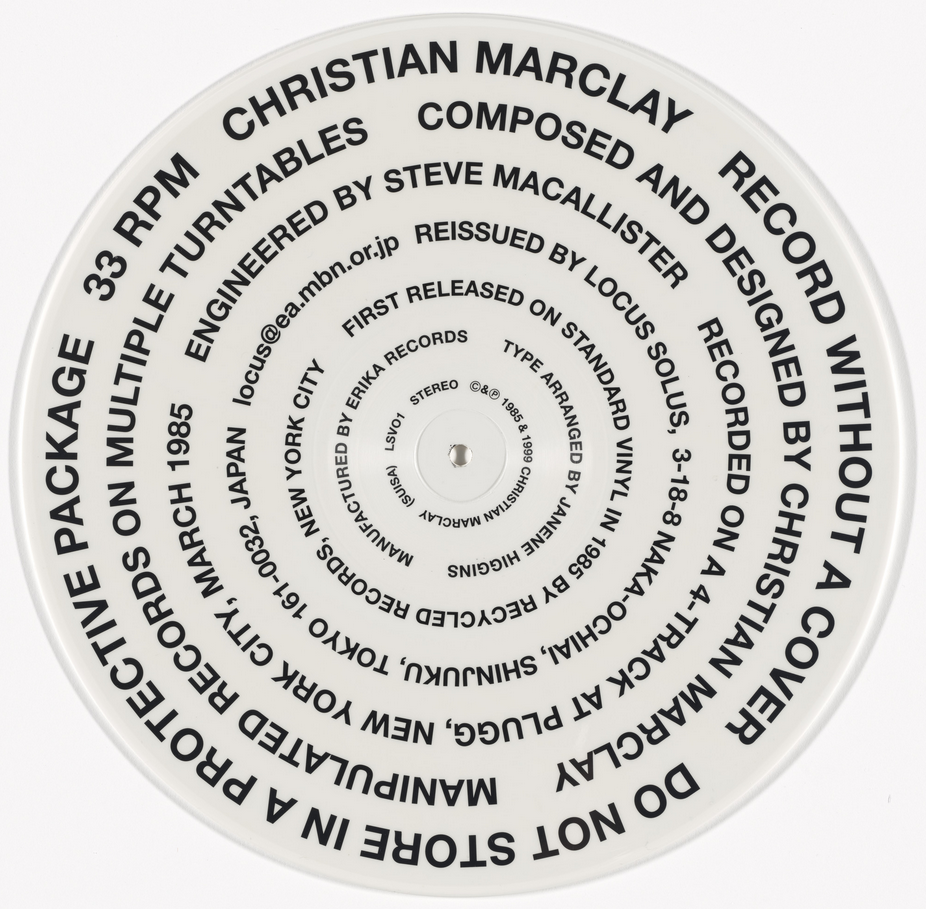 CHRISTIAN MARCLAY RECORD WITHOUT A COVER DO NOT STORE IN A PROTECTIVE PACKAGE 33 RPM
COMPOSED AND DESIGNED BY CHRISTIAN MARCLAY MANIPULATED RECORDS ON MULTIPLE TURNTABLES
ENGINEERED BY STEVE MACALLISTER RECORDED ON A 4-TRACK AT PLUGG, NEW YORK CITY, MARCH 1985
REISSUED BY LOCUS SOLUS, 3-18-8 NAKA-OCHIAI, SHINJUKU, TOKYO 161-0032, JAPAN locus@ea.mbn.or.jp
FIRST RELEASED ON STANDARD VINYL IN 1985 BY RECYCLED RECORDS, NEW YORK CITY
TYPE ARRANGED BY JANENE HIGGINS MANUFACTURED BY ERIKA RECORDS
©&℗ 1985 & 1999 CHRISTIAN MARCLAY (SUISA) LSVO1 STEREO